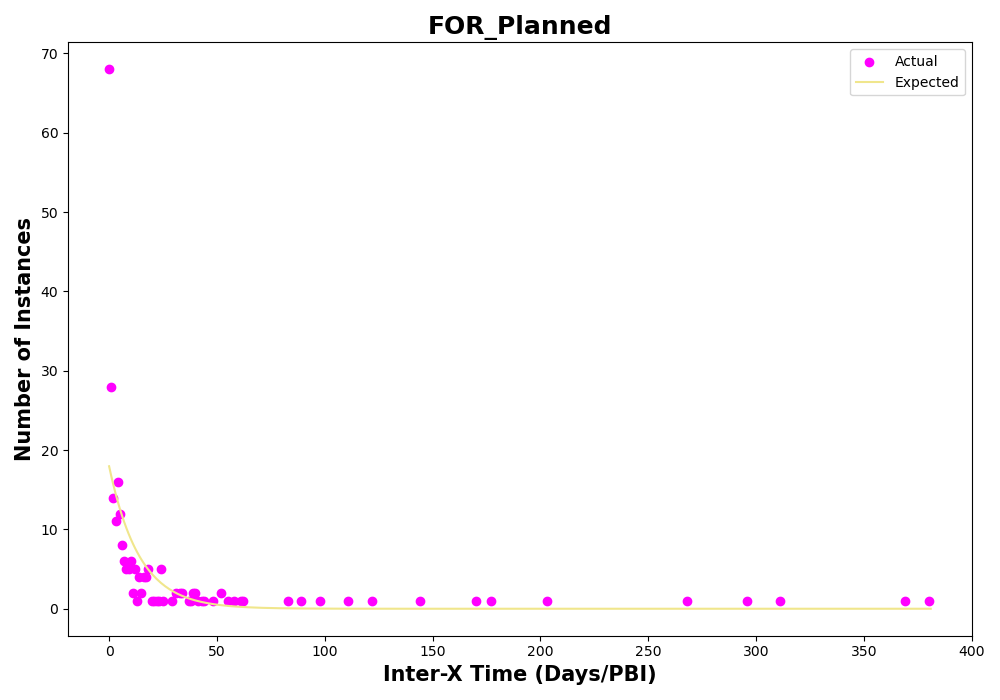 FOR_Planned
Actual
Expected
Number of Instances
70
60
50
40
30
20
10
0
0 50 100 150 200 250 300 350 400
Inter-X Time (Days/PBI)